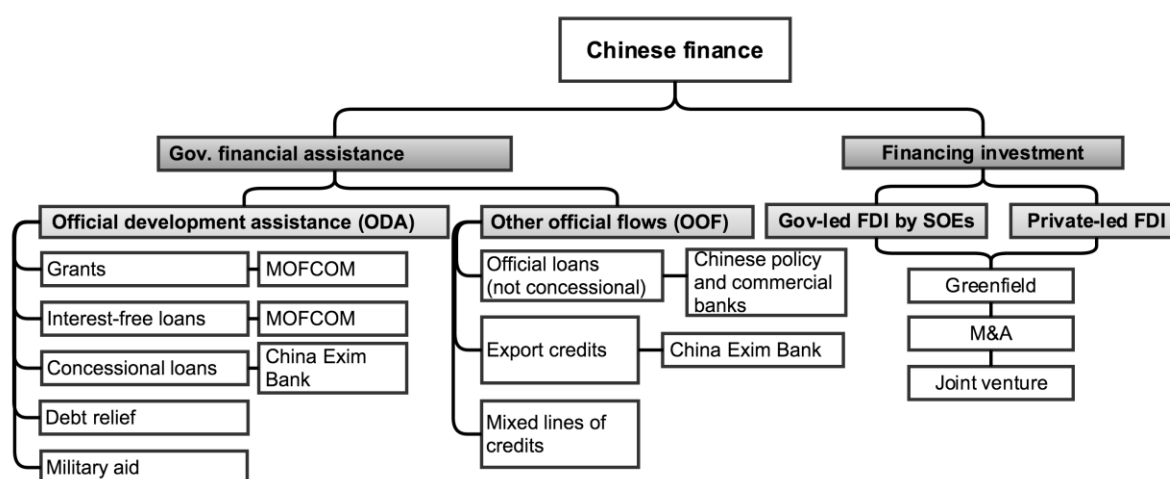 Chinese finance
Gov. financial assistance
Financing investment
Official development assistance (ODA)
Other official flows (OOF)
Gov-led FDI by SOEs
Private-led FDI
Grants
MOFCOM
Interest-free loans
MOFCOM
Concessional loans
China Exim
Bank
Debt relief
Military aid
Official loans
(not concessional)
Chinese policy
and commercial
banks
Export credits
China Exim Bank
Mixed lines of
credits
Greenfield
M&A
Joint venture